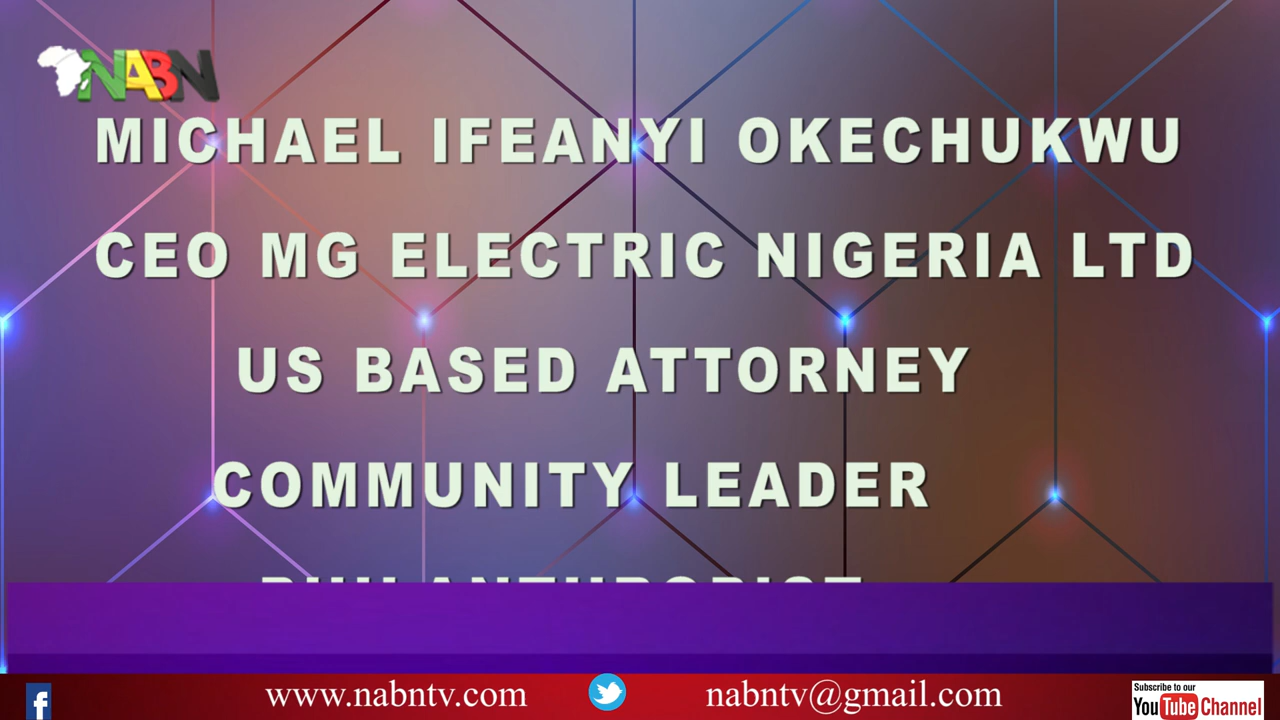 NABN
MICHAEL IFEANYI OKECHUKWU
CEO MG ELECTRIC NIGERIA LTD
US BASED ATTORNEY
COMMUNITY LEADER
PHILANTHROPIST
www.nabntv.com
nabntv@gmail.com
Subscribe to our
YouTube Channel